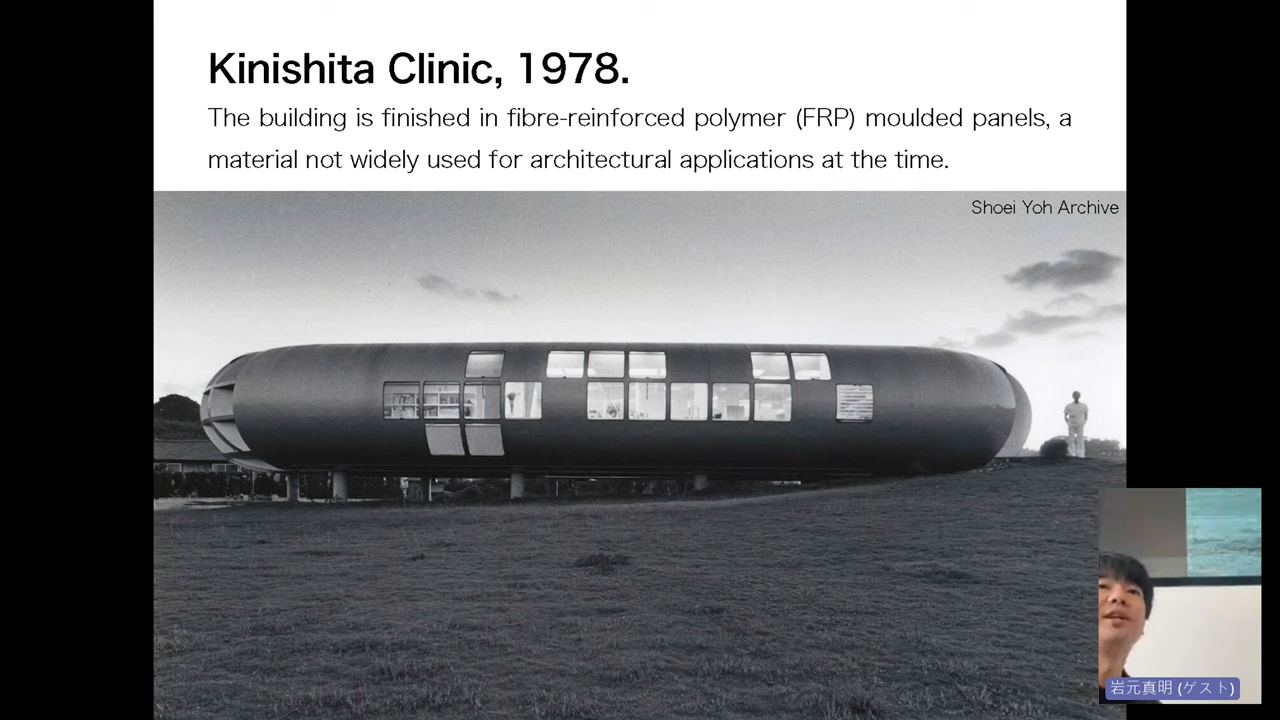 Kinishita Clinic, 1978.
The building is finished in fibre-reinforced polymer (FRP) moulded panels, a
material not widely used for architectural applications at the time.
Shoei Yoh Archive
岩元真明 (ゲスト)